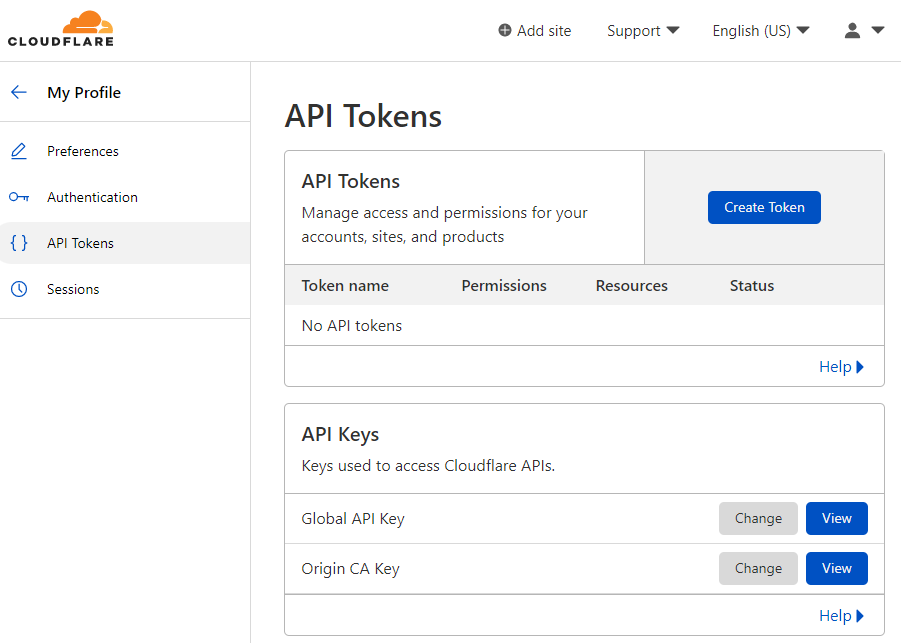 CLOUDFLARE
Add site
Support
English (US)
My Profile
Preferences
Authentication
API Tokens
Sessions
API Tokens
API Tokens
Manage access and permissions for your
accounts, sites, and products
Create Token
Token name Permissions Resources Status
No API tokens
Help
API Keys
Keys used to access Cloudflare APIs.
Global API Key Change View
Origin CA Key Change View
Help